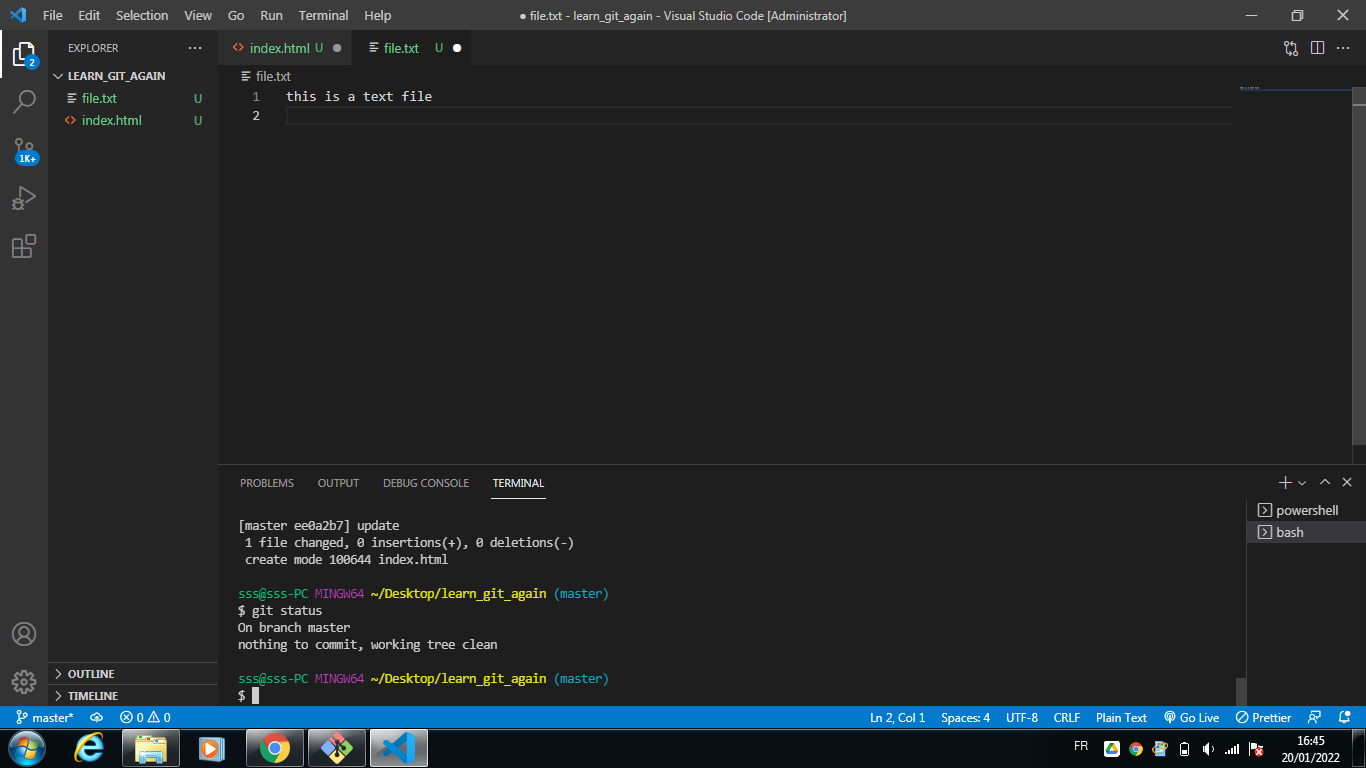 File Edit Selection View Go Run Terminal Help ● file.txt - learn_git_again - Visual Studio Code [Administrator]
EXPLORER ...
2
LEARN_GIT_AGAIN
file.txt U
index.html U
1K+
OUTLINE
TIMELINE
index.html U ● file.txt U ●
file.txt
1 this is a text file
2
PROBLEMS OUTPUT DEBUG CONSOLE TERMINAL
powershell
bash
[master ee0a2b7] update
1 file changed, 0 insertions(+), 0 deletions(-)
create mode 100644 index.html
sss@sss-PC MINGW64 ~/Desktop/learn_git_again (master)
$ git status
On branch master
nothing to commit, working tree clean
sss@sss-PC MINGW64 ~/Desktop/learn_git_again (master)
$
master* 0 0 Ln 2, Col 1 Spaces: 4 UTF-8 CRLF Plain Text Go Live Prettier
FR 16:45
20/01/2022